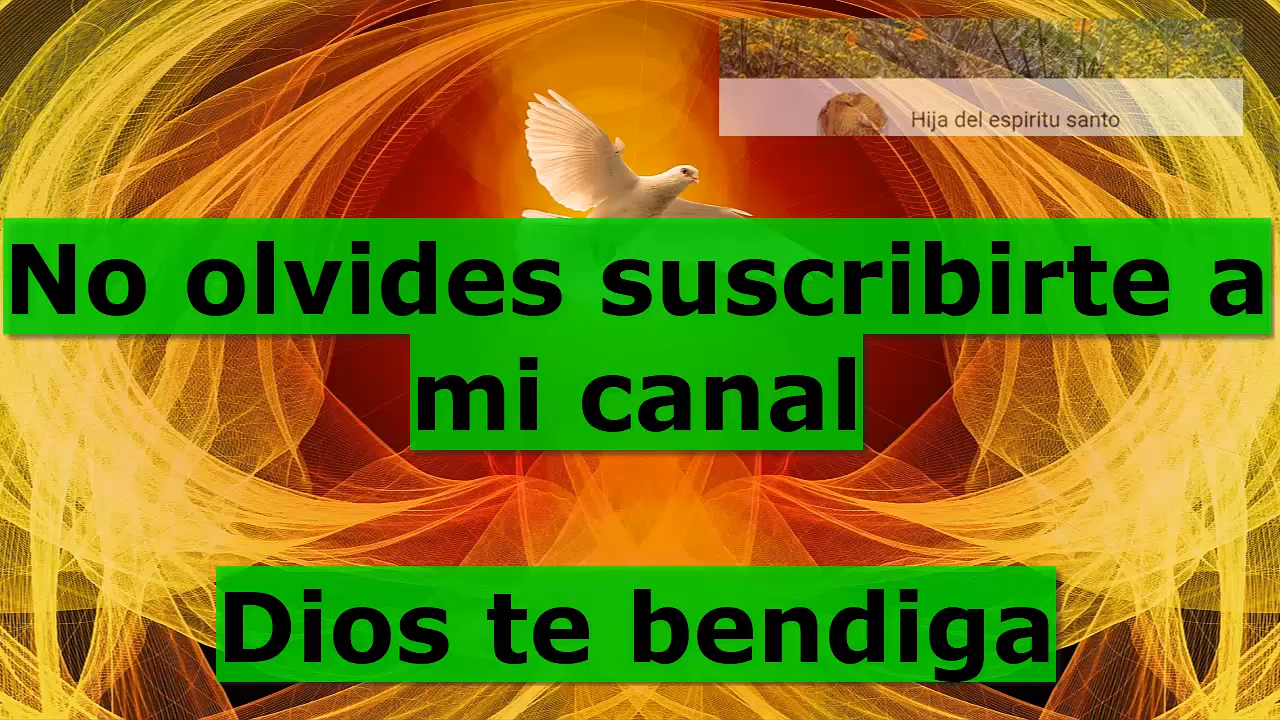 Hija del espiritu santo
No olvides suscribirte a
mi canal
Dios te bendiga